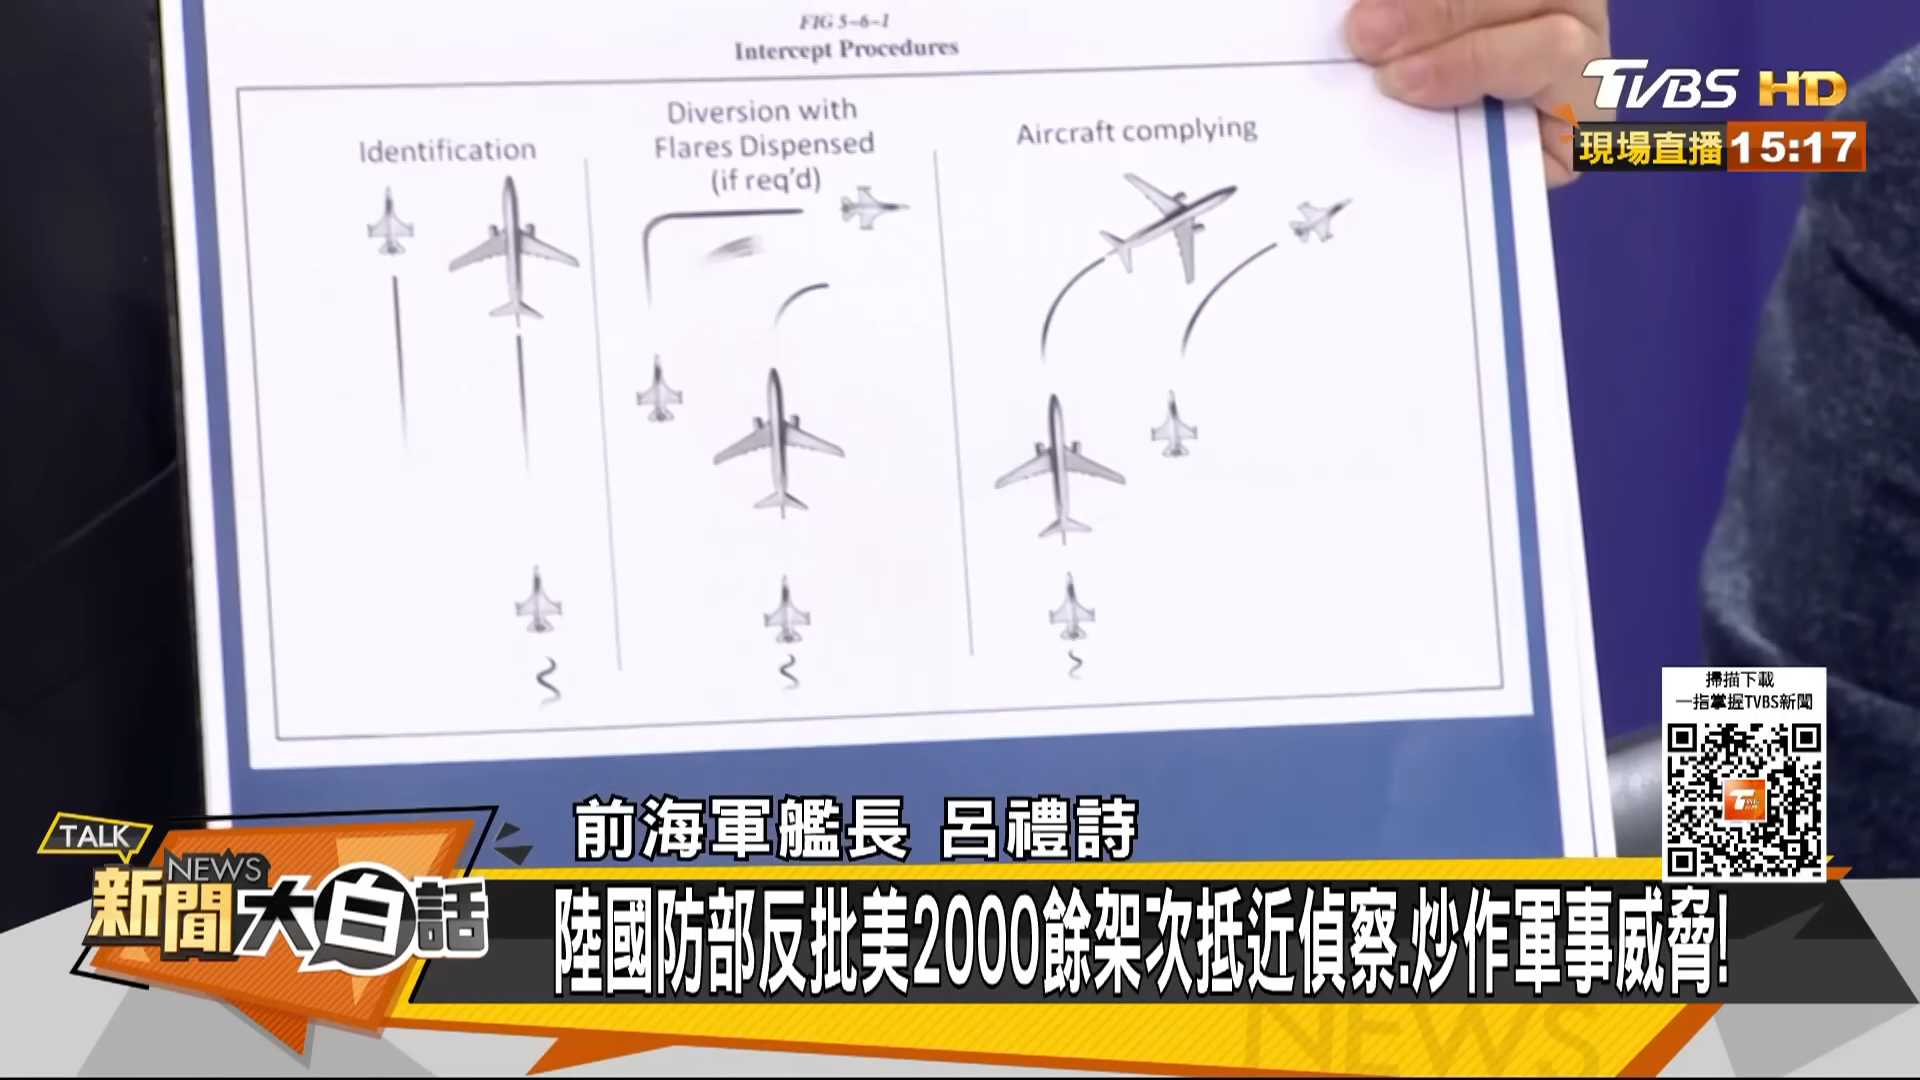 FIG 5-6-1
Intercept Procedures
Identification
Diversion with
Flares Dispensed
(if req'd)
Aircraft complying
TVBS HD
現場直播 15:17
掃描下載
一指掌握TVBS新聞
前海軍艦長 呂禮詩
TALK
NEWS
新聞大白話
陸國防部反批美2000餘架次抵近偵察.炒作軍事威脅!
NEWS